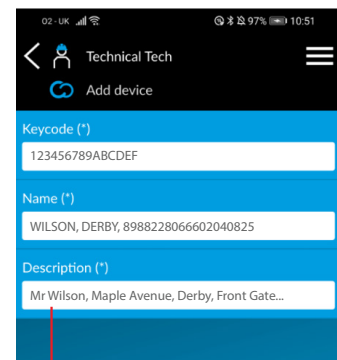 O2-UK 97% 10:51
Technical Tech
Add device
Keycode (*)
123456789ABCDEF
Name (*)
WILSON, DERBY, 8988228066602040825
Description (*)
Mr Wilson, Maple Avenue, Derby, Front Gate...